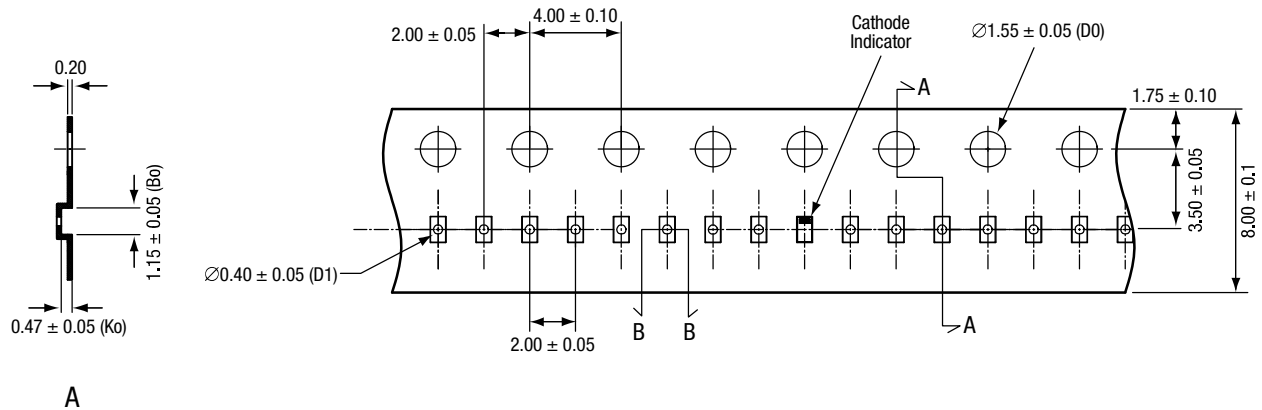 4.00 ± 0.10
2.00 ± 0.05
Cathode
Indicator
∅1.55 ± 0.05 (D0)
0.20
A
1.75 ± 0.10
1.15 ± 0.05 (Bo)
3.50 ± 0.05
8.00 ± 0.1
∅0.40 ± 0.05 (D1)
0.47 ± 0.05 (Ko)
B
B
A
2.00 ± 0.05
A